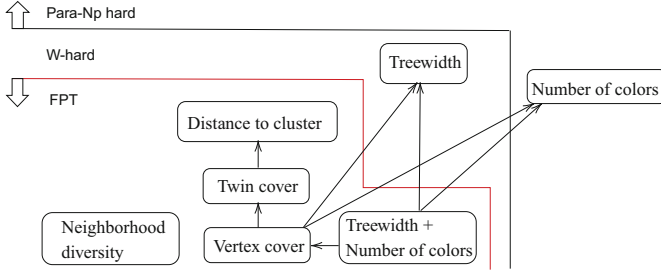 Para-Np hard
W-hard
FPT
Treewidth
Number of colors
Distance to cluster
Twin cover
Neighborhood
diversity
Vertex cover
Treewidth +
Number of colors